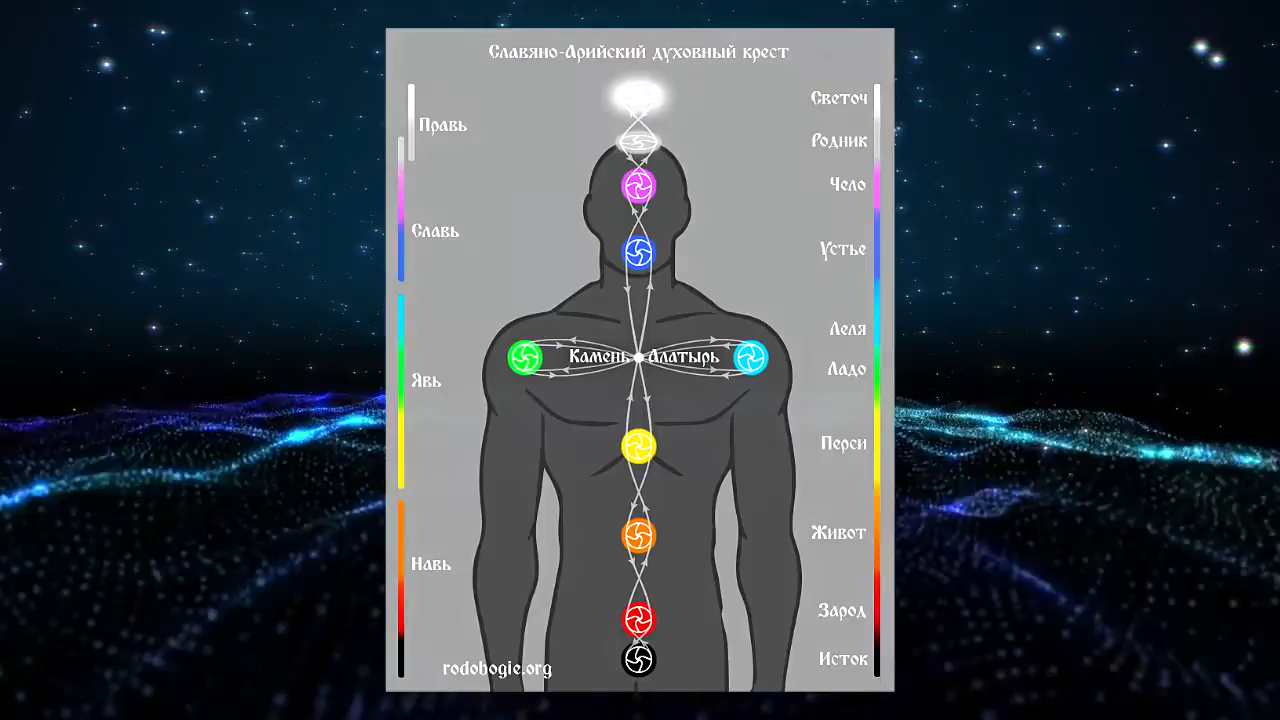 Славяно-Арийский духовный крест
Правь
Славь
Явь
Навь
Камень Алатырь
Светоч
Родник
Чело
Устье
Леля
Ладо
Перси
Живот
Зарод
Исток
rodobogie.org